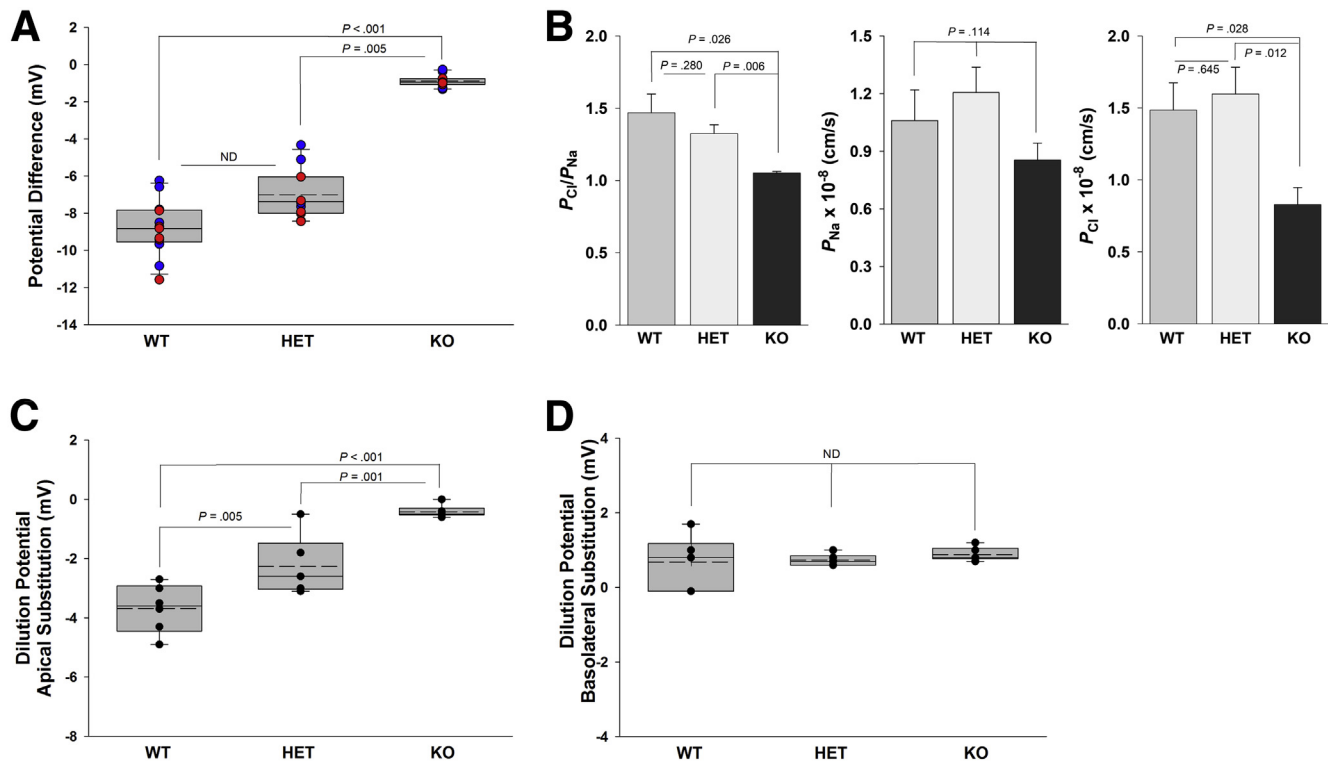 A
Potential Difference (mV)
2
0
-2
-4
-6
-8
-10
-12
-14
P < .001
P = .005
ND
WT
HET
KO
B
PCl/PNa
2.0
1.5
1.0
0.5
0.0
P = .026
P = .280
P = .006
WT
HET
KO
PNa x 10-8 (cm/s)
1.5
1.2
0.9
0.6
0.3
0.0
P = .114
WT
HET
KO
PCl x 10-8 (cm/s)
2.0
1.5
1.0
0.5
0.0
P = .028
P = .645
P = .012
WT
HET
KO
C
Dilution Potential
Apical Substitution (mV)
2
0
-2
-4
-6
-8
P < .001
P = .001
P = .005
WT
HET
KO
D
Dilution Potential
Basolateral Substitution (mV)
4
2
0
2
-4
ND
WT
HET
KO